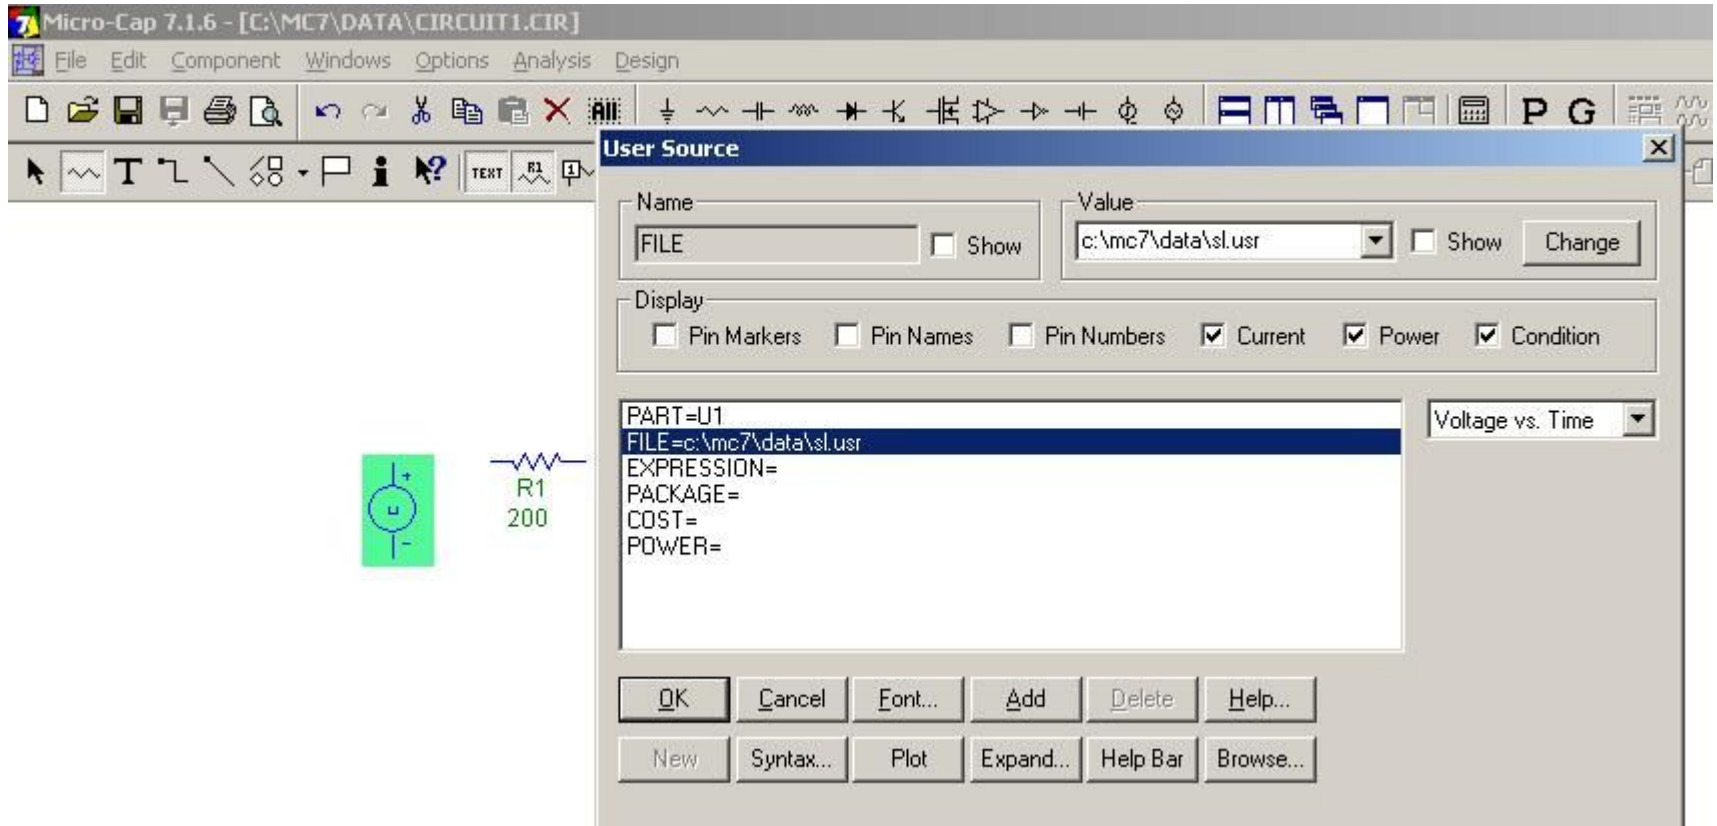 Micro-Cap 7.1.6 - [C:\MC7\DATA\CIRCUIT1.CIR]
File Edit Component Windows Options Analysis Design
All P G
T i ? TEXT R1 1
User Source
Name
FILE Show
Value
c:\mc7\data\sl.usr Show Change
Display
Pin Markers Pin Names Pin Numbers Current Power Condition
PART=U1
FILE=c:\mc7\data\sl.usr
EXPRESSION=
PACKAGE=
COST=
POWER=
Voltage vs. Time
+
u
-
R1
200
OK Cancel Font... Add Delete Help...
New Syntax... Plot Expand... Help Bar Browse...